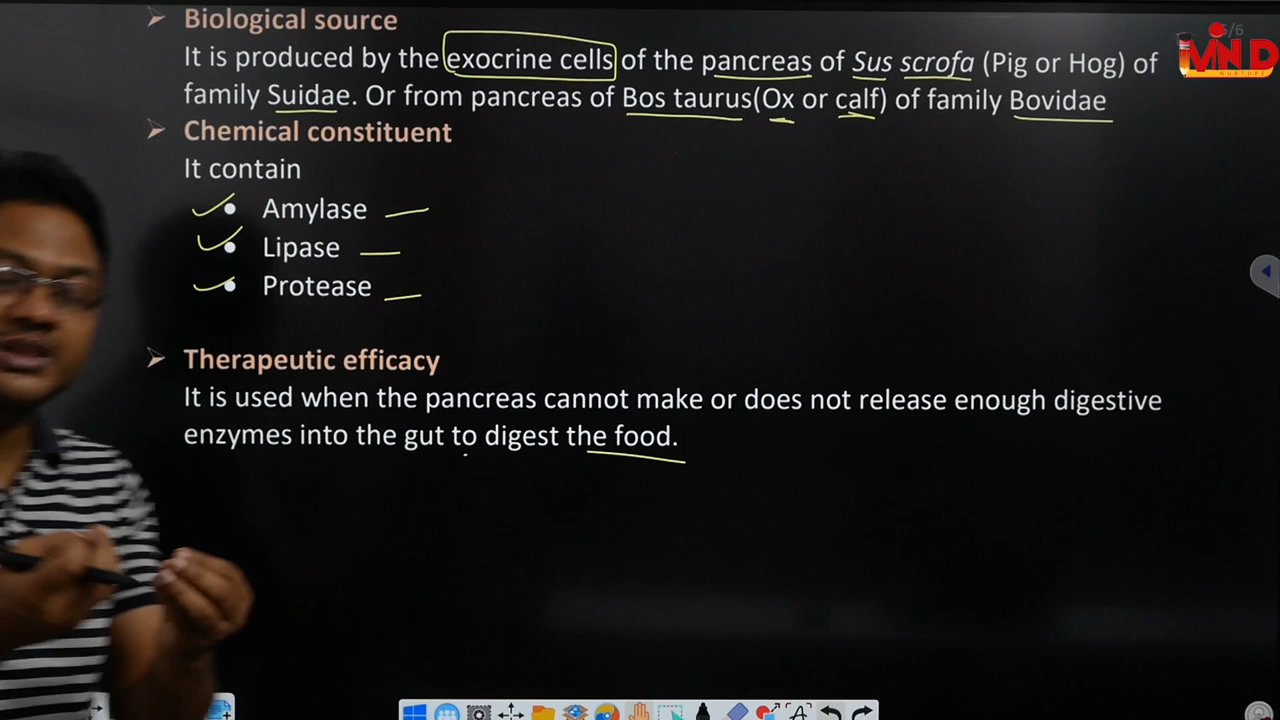 Biological source
It is produced by the exocrine cells of the pancreas of Sus scrofa (Pig or Hog) of
family Suidae. Or from pancreas of Bos taurus(Ox or calf) of family Bovidae
Chemical constituent
It contain
Amylase
Lipase
Protease
Therapeutic efficacy
It is used when the pancreas cannot make or does not release enough digestive
enzymes into the gut to digest the food.
MIND
NURTURE